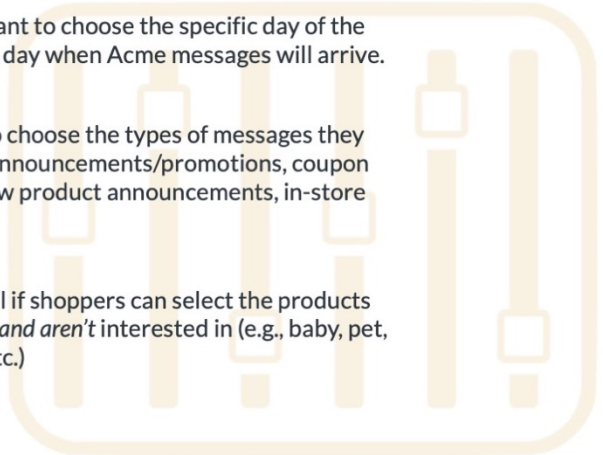 ant to choose the specific day of the
day when Acme messages will arrive.
choose the types of messages they
nnouncements/promotions, coupon
w product announcements, in-store
l if shoppers can select the products
and aren't interested in (e.g., baby, pet,
tc.)